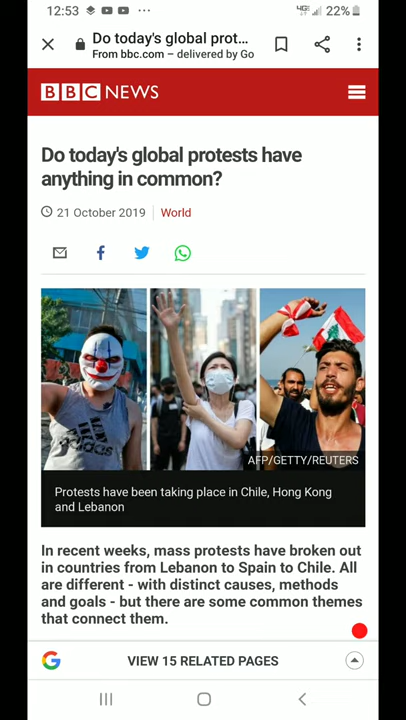 12:53 4GE 22%
Do today's global prot...
From bbc.com – delivered by Go
BBC NEWS
Do today's global protests have
anything in common?
21 October 2019 World
adidas
AFP/GETTY/REUTERS
Protests have been taking place in Chile, Hong Kong
and Lebanon
In recent weeks, mass protests have broken out
in countries from Lebanon to Spain to Chile. All
are different - with distinct causes, methods
and goals - but there are some common themes
that connect them.
VIEW 15 RELATED PAGES